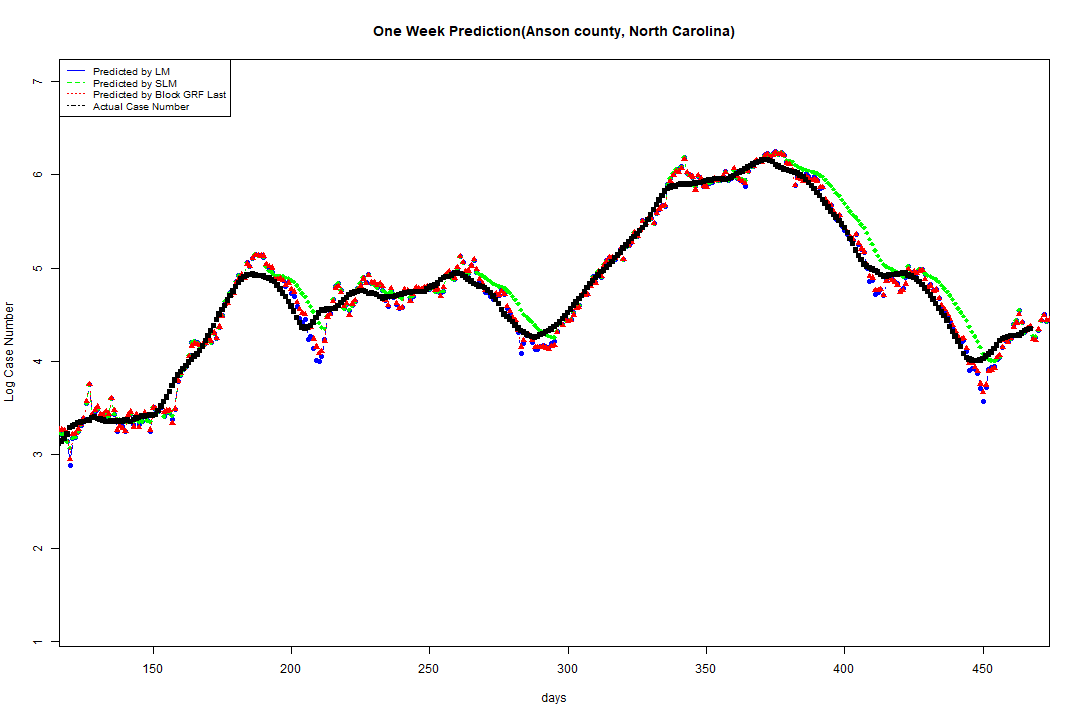 One Week Prediction(Anson county, North Carolina)
Predicted by LM
Predicted by SLM
Predicted by Block GRF Last
Actual Case Number
Log Case Number
7
6
5
4
3
2
1
150 200 250 300 350 400 450
days